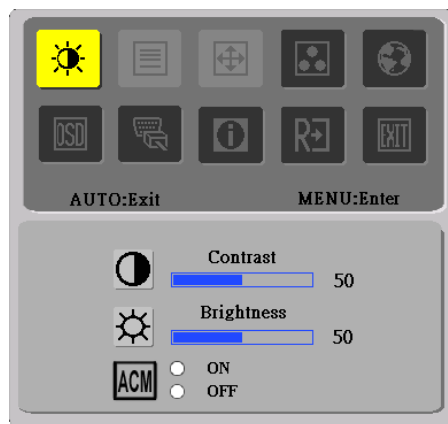 OSD
R
EXIT
AUTO:Exit MENU:Enter
Contrast
50
Brightness
50
ACM ON
OFF